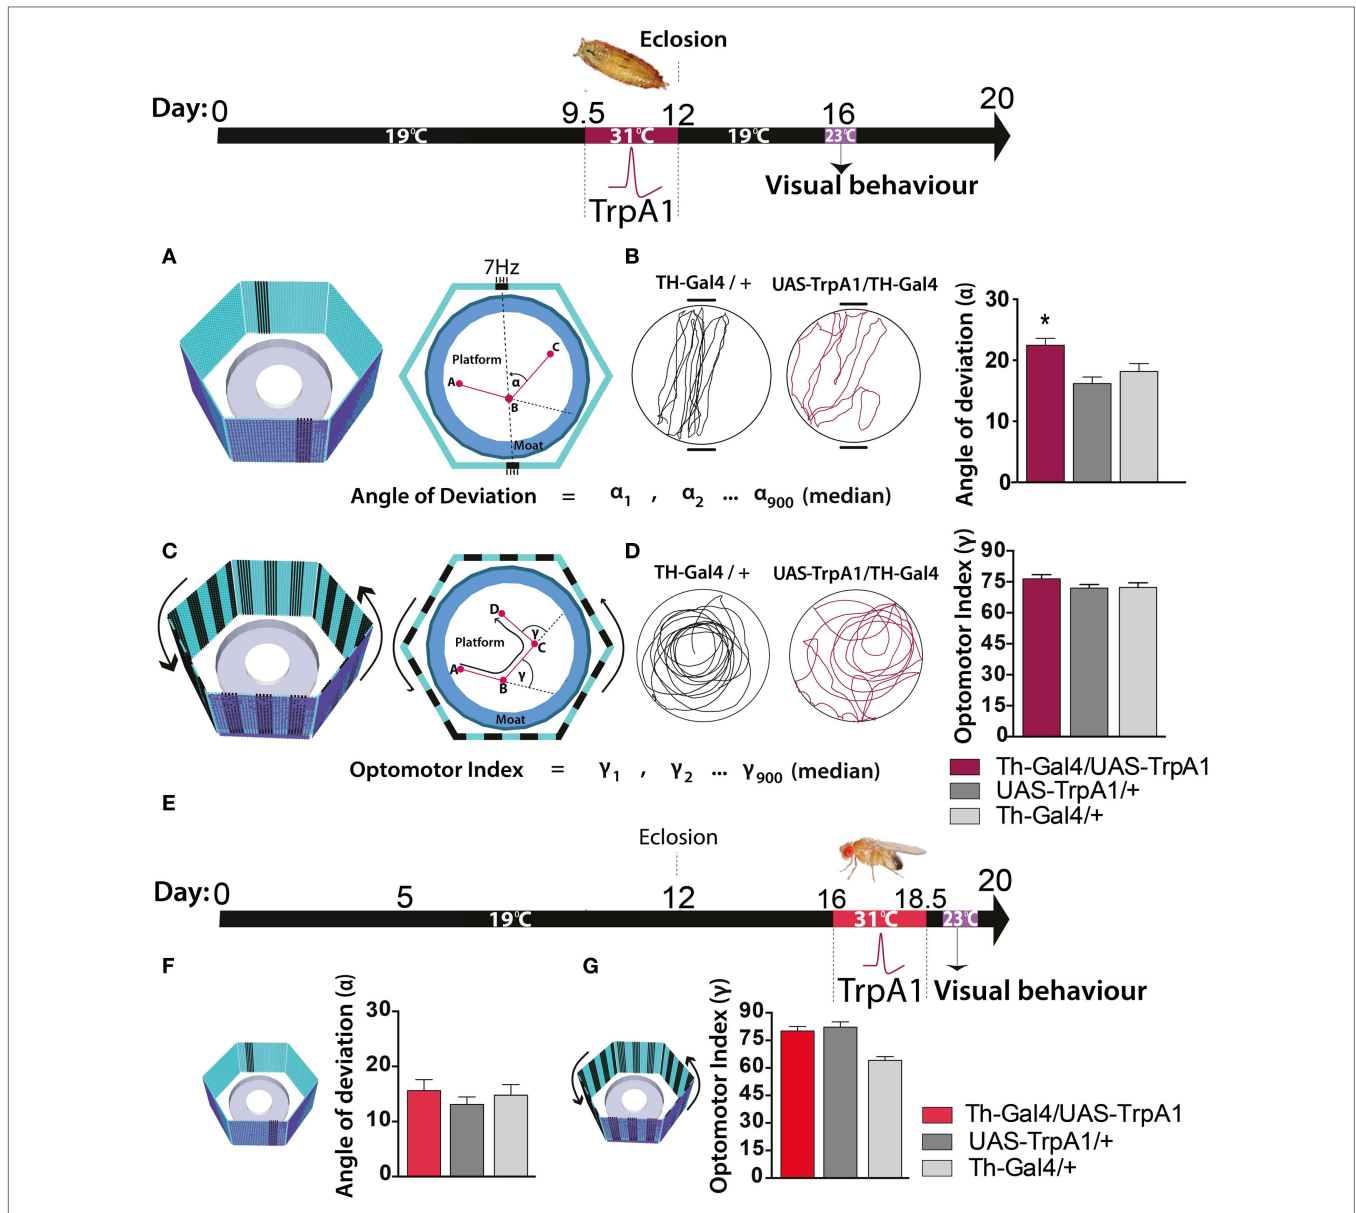 Eclosion
Day: 0 9.5 12 16 20
19°C 31°C 19°C 23°C
Visual behaviour
TrpA1
A
7Hz
Platform
A
B
C
α
Moat
B
TH-Gal4 / + UAS-TrpA1/TH-Gal4
Angle of deviation (α)
30
20
10
0
*
Angle of Deviation = α1 , α2 ... α900 (median)
C
Platform
A
B
C
D
γ
γ
Moat
D
TH-Gal4 / + UAS-TrpA1/TH-Gal4
Optomotor Index (γ)
90
75
60
45
30
15
0
Optomotor Index = γ1 , γ2 ... γ900 (median)
Th-Gal4/UAS-TrpA1
UAS-TrpA1/+
Th-Gal4/+
E
Eclosion
Day: 0 5 12 16 18.5 20
19°C 31°C 23°C
TrpA1 Visual behaviour
F
Angle of deviation (α)
30
20
10
0
G
Optomotor Index (γ)
90
75
60
45
30
15
0
Th-Gal4/UAS-TrpA1
UAS-TrpA1/+
Th-Gal4/+